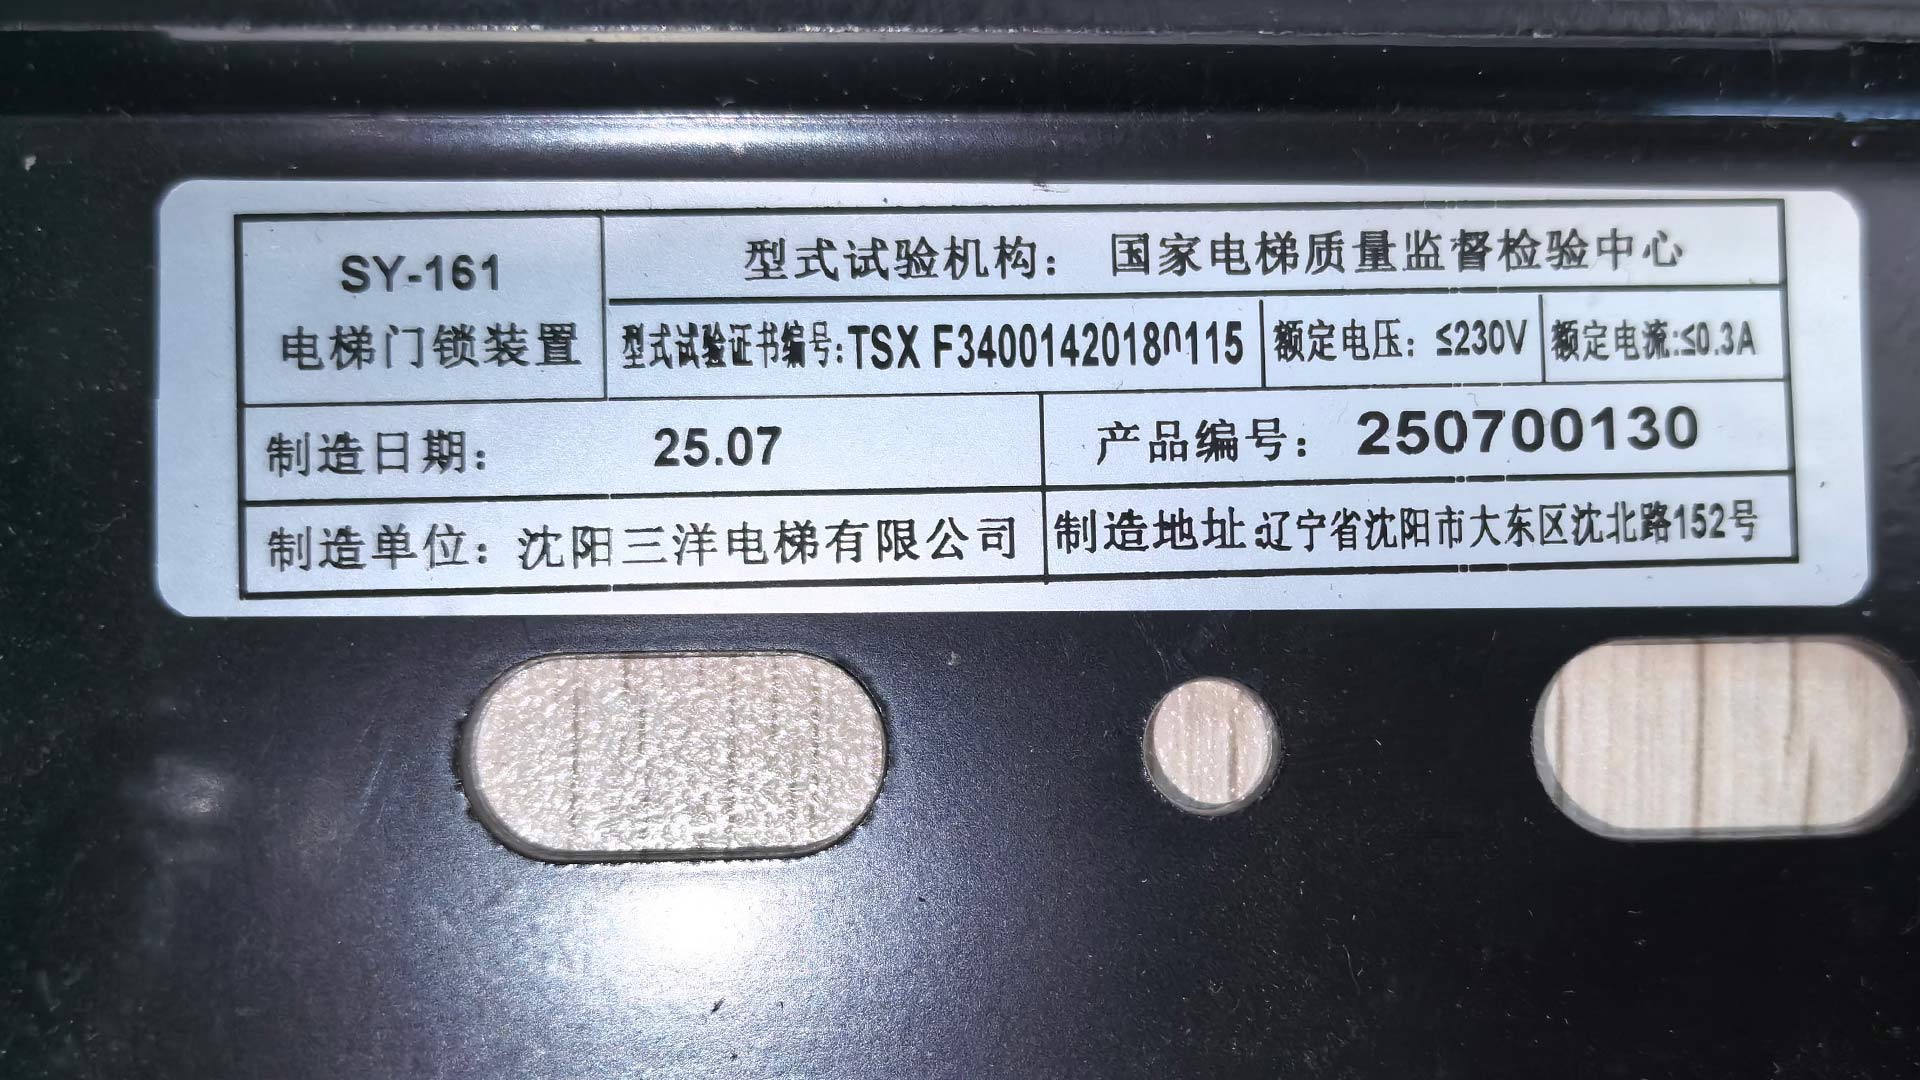 SY-161
电梯门锁装置
型式试验机构: 国家电梯质量监督检验中心
型式试验证书编号:TSX F34001420180115
额定电压: ≤230V
额定电流:≤0.3A
制造日期: 25.07
产品编号: 250700130
制造单位: 沈阳三洋电梯有限公司
制造地址:辽宁省沈阳市大东区沈北路152号